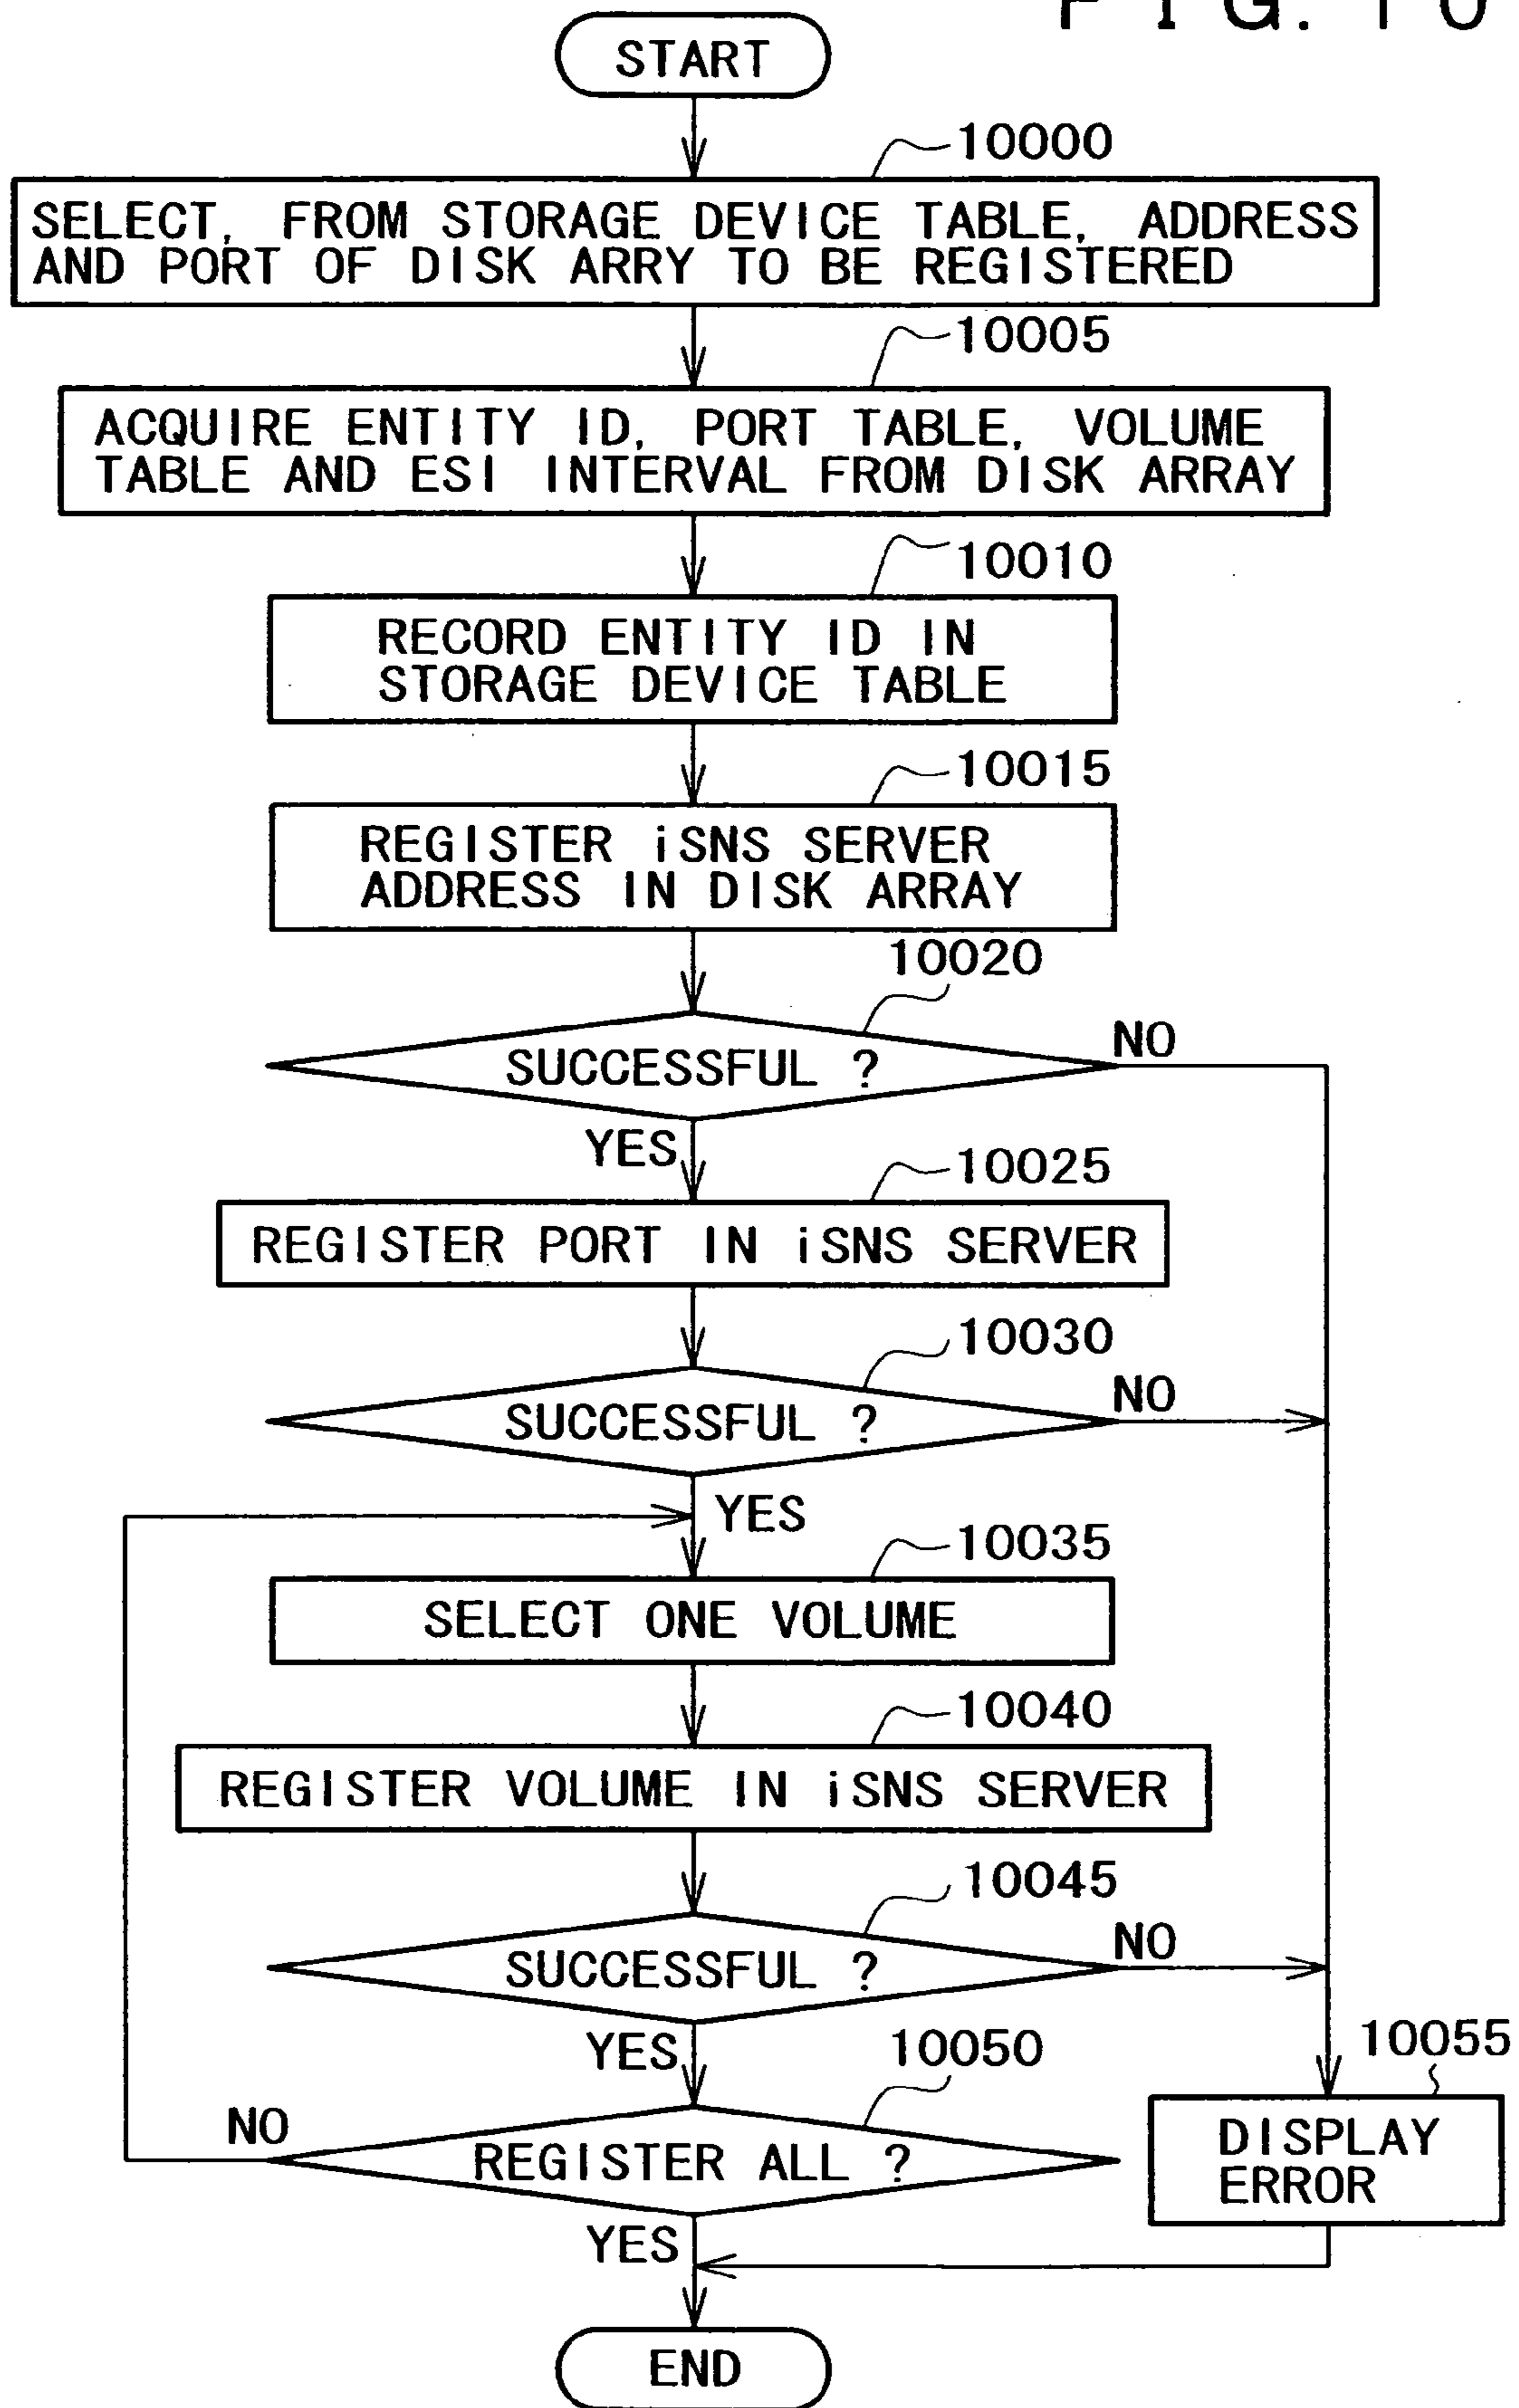 FIG. 10
START
10000
SELECT, FROM STORAGE DEVICE TABLE, ADDRESS
AND PORT OF DISK ARRY TO BE REGISTERED
10005
ACQUIRE ENTITY ID, PORT TABLE, VOLUME
TABLE AND ESI INTERVAL FROM DISK ARRAY
10010
RECORD ENTITY ID IN
STORAGE DEVICE TABLE
10015
REGISTER iSNS SERVER
ADDRESS IN DISK ARRAY
10020
SUCCESSFUL ?
NO
YES
10025
REGISTER PORT IN iSNS SERVER
10030
SUCCESSFUL ?
NO
YES
10035
SELECT ONE VOLUME
10040
REGISTER VOLUME IN iSNS SERVER
10045
SUCCESSFUL ?
NO
YES
10050
10055
NO
REGISTER ALL ?
DISPLAY
ERROR
YES
END